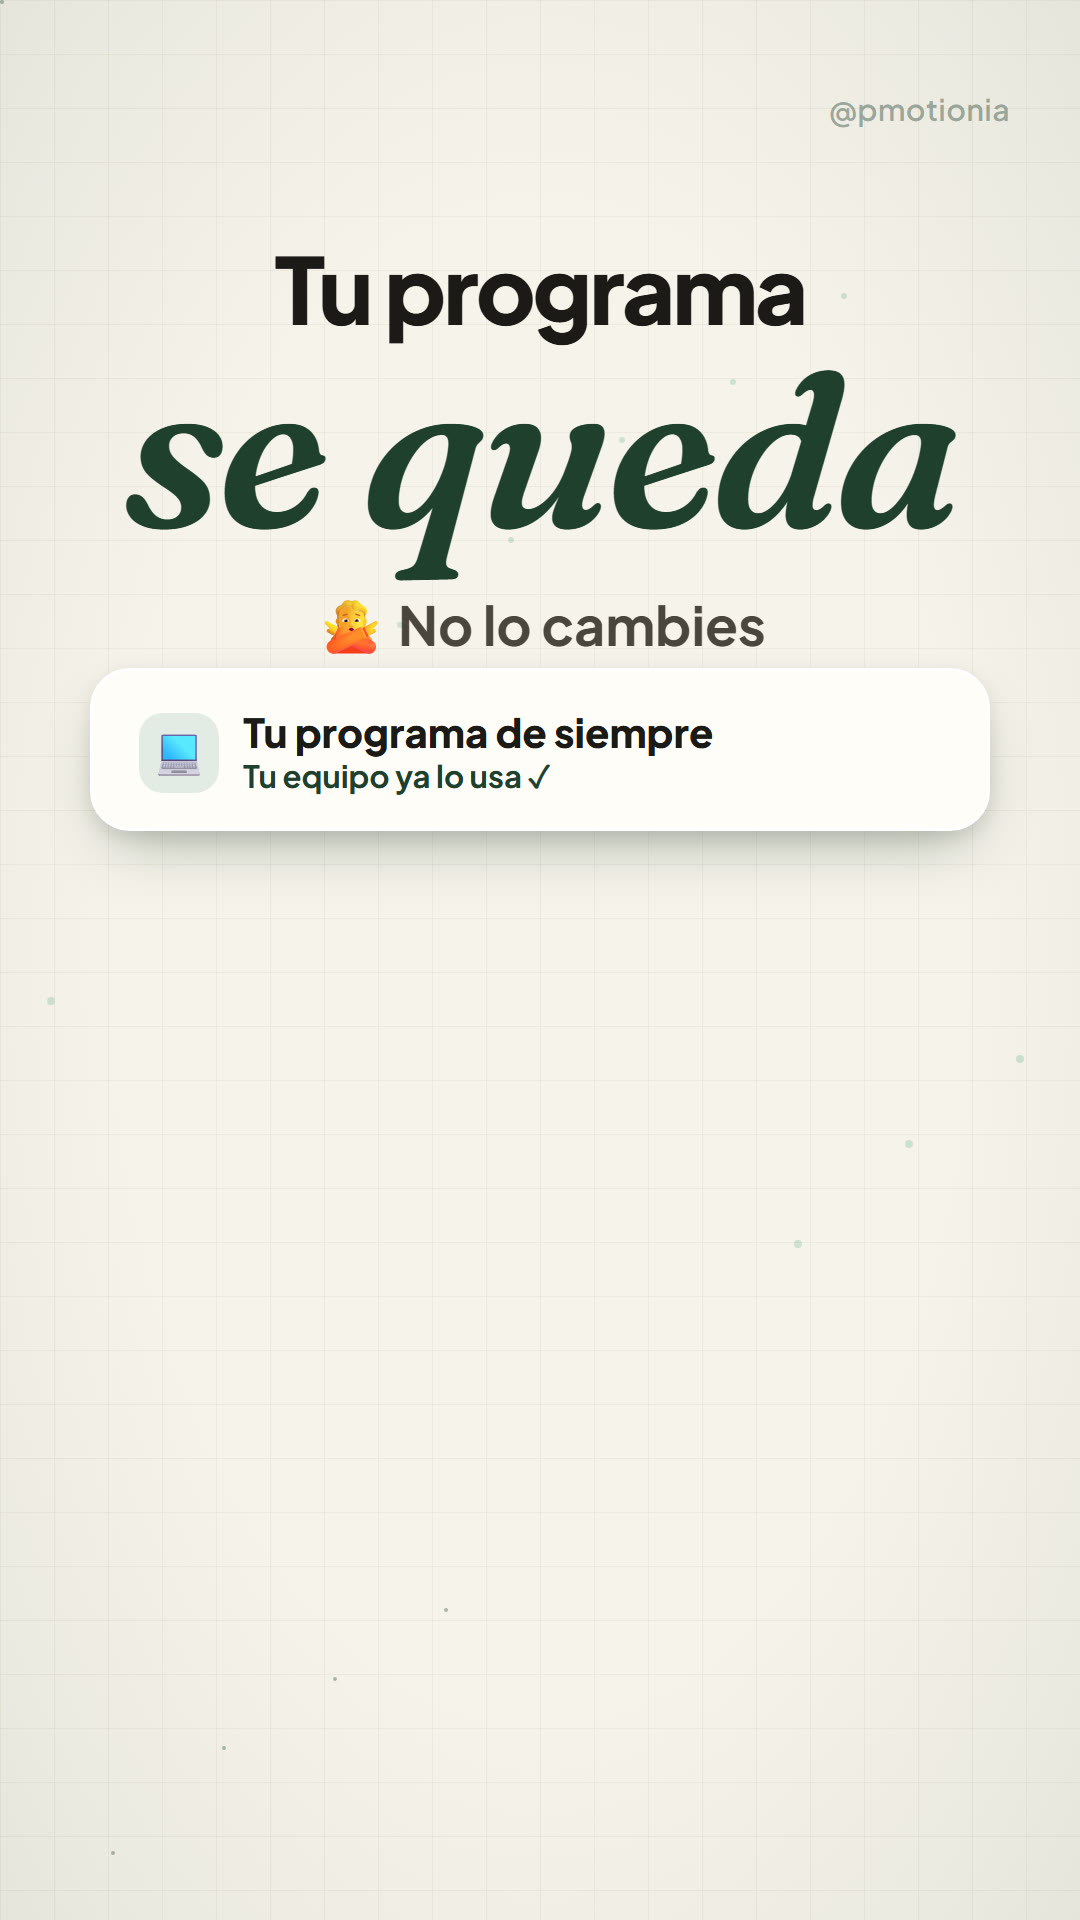 @pmotionia
Tu programa
se queda
🙅 No lo cambies
Tu programa de siempre
Tu equipo ya lo usa ✓